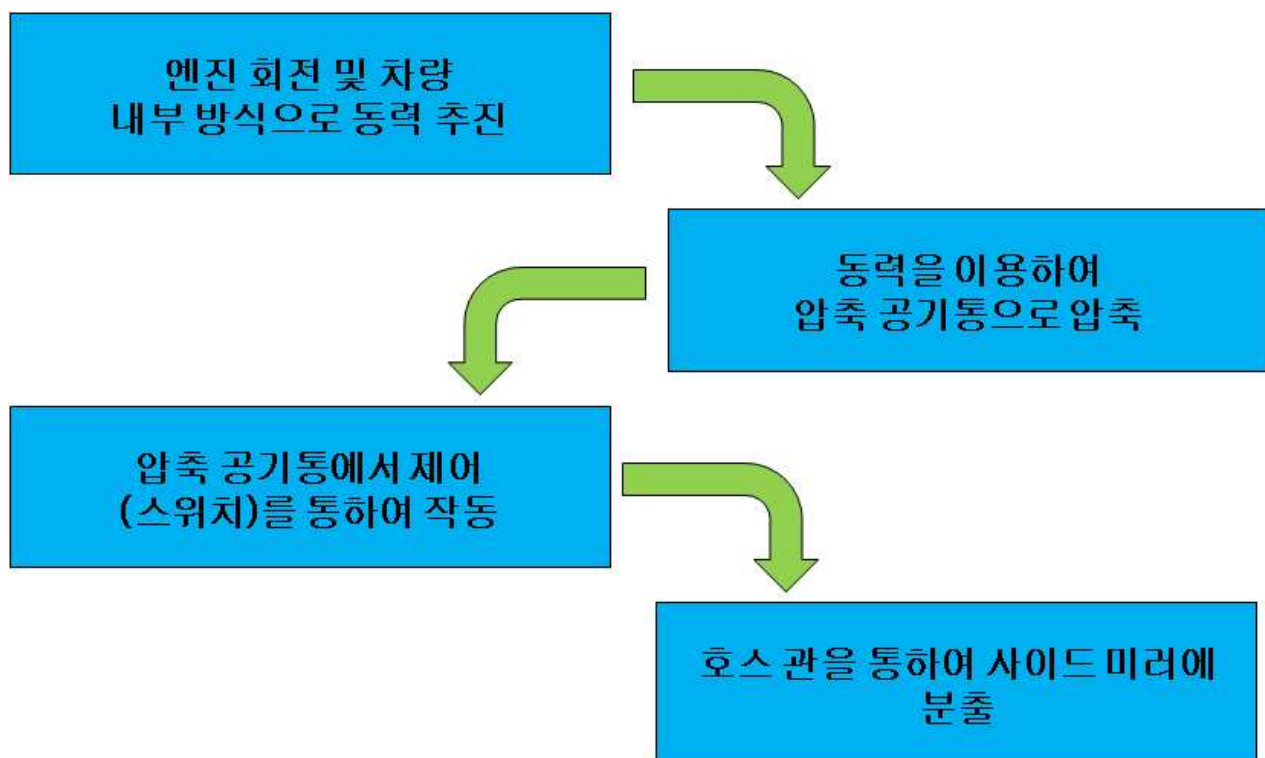 엔진 회전 및 차량
내부 방식으로 동력 추진
동력을 이용하여
압축 공기통으로 압축
압축 공기통에서 제어
(스위치)를 통하여 작동
호스 관을 통하여 사이드 미러에
분출